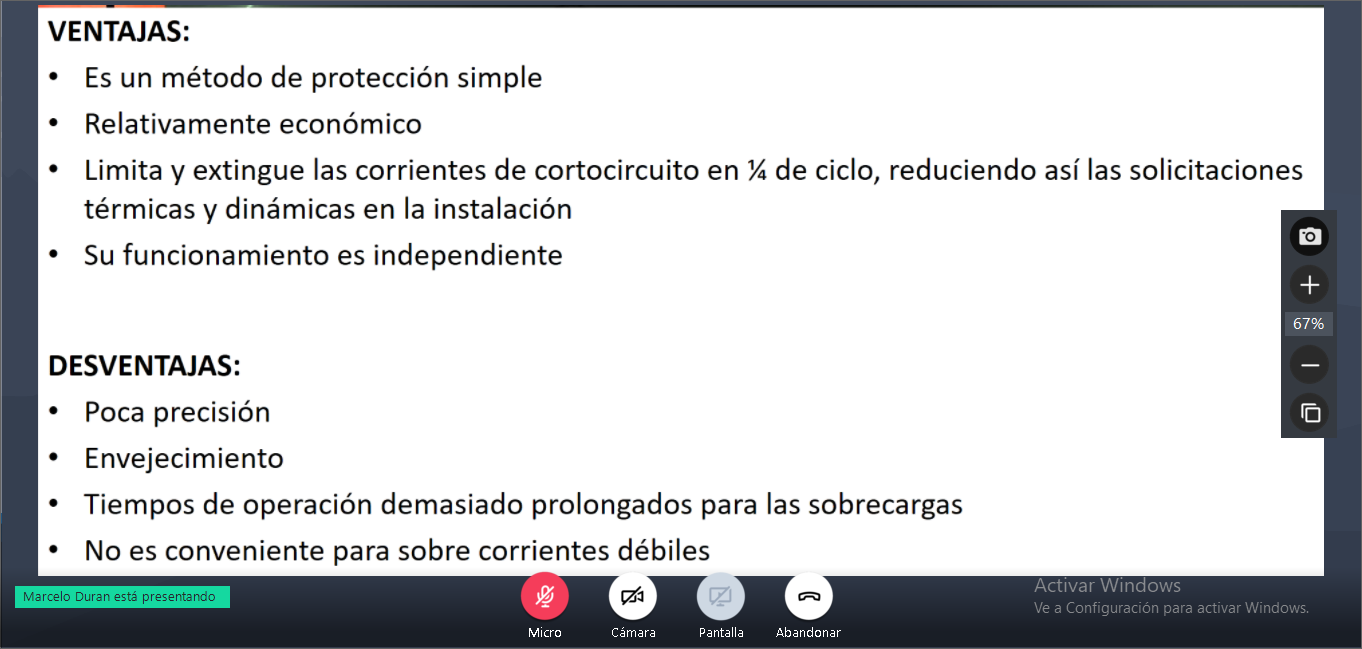 VENTAJAS:
• Es un método de protección simple
• Relativamente económico
• Limita y extingue las corrientes de cortocircuito en ¼ de ciclo, reduciendo así las solicitaciones
térmicas y dinámicas en la instalación
• Su funcionamiento es independiente
67%
DESVENTAJAS:
• Poca precisión
• Envejecimiento
• Tiempos de operación demasiado prolongados para las sobrecargas
• No es conveniente para sobre corrientes débiles
Marcelo Duran está presentando
Micro
Cámara
Pantalla
Abandonar
Activar Windows
Ve a Configuración para activar Windows.